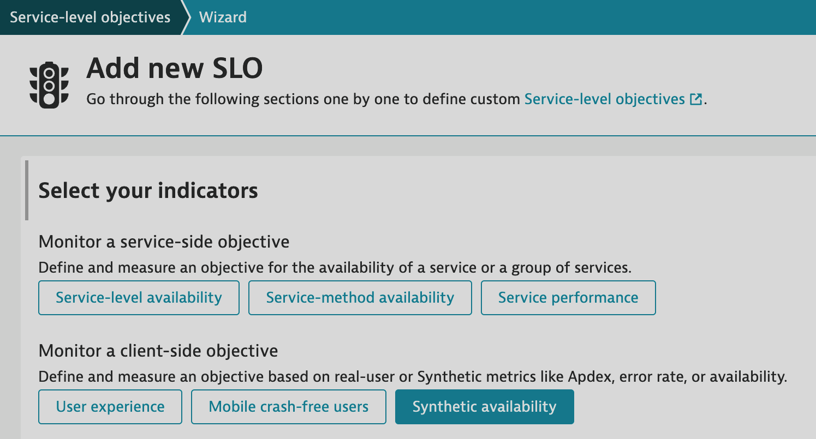 Service-level objectives Wizard
Add new SLO
Go through the following sections one by one to define custom Service-level objectives.
Select your indicators
Monitor a service-side objective
Define and measure an objective for the availability of a service or a group of services.
Service-level availability Service-method availability Service performance
Monitor a client-side objective
Define and measure an objective based on real-user or Synthetic metrics like Apdex, error rate, or availability.
User experience Mobile crash-free users Synthetic availability